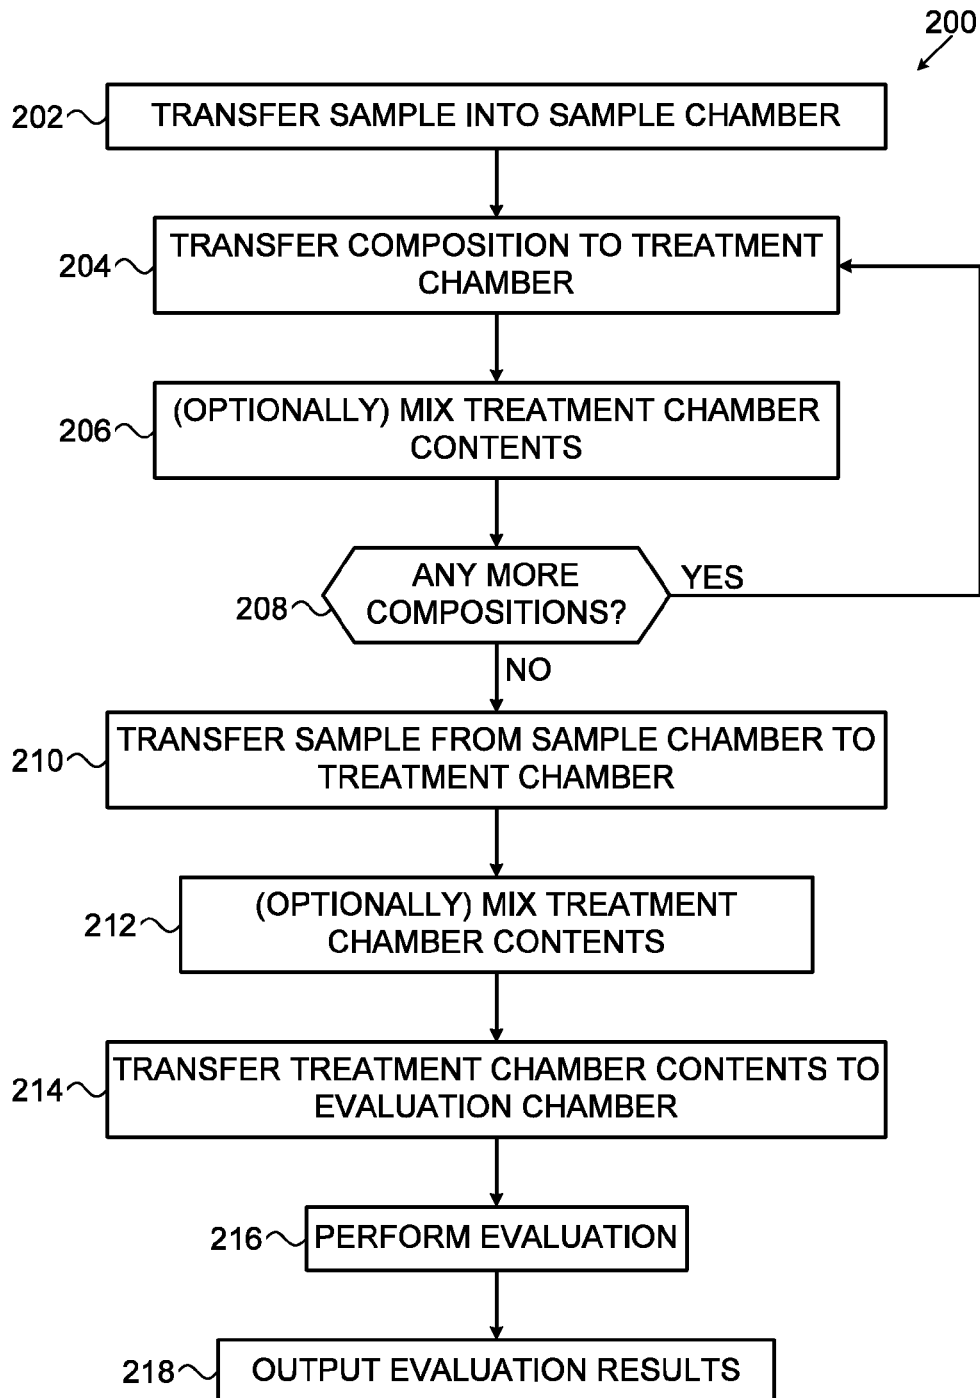 200
202
TRANSFER SAMPLE INTO SAMPLE CHAMBER
204
TRANSFER COMPOSITION TO TREATMENT
CHAMBER
206
(OPTIONALLY) MIX TREATMENT CHAMBER
CONTENTS
208
ANY MORE
COMPOSITIONS?
YES
NO
210
TRANSFER SAMPLE FROM SAMPLE CHAMBER TO
TREATMENT CHAMBER
212
(OPTIONALLY) MIX TREATMENT
CHAMBER CONTENTS
214
TRANSFER TREATMENT CHAMBER CONTENTS TO
EVALUATION CHAMBER
216
PERFORM EVALUATION
218
OUTPUT EVALUATION RESULTS